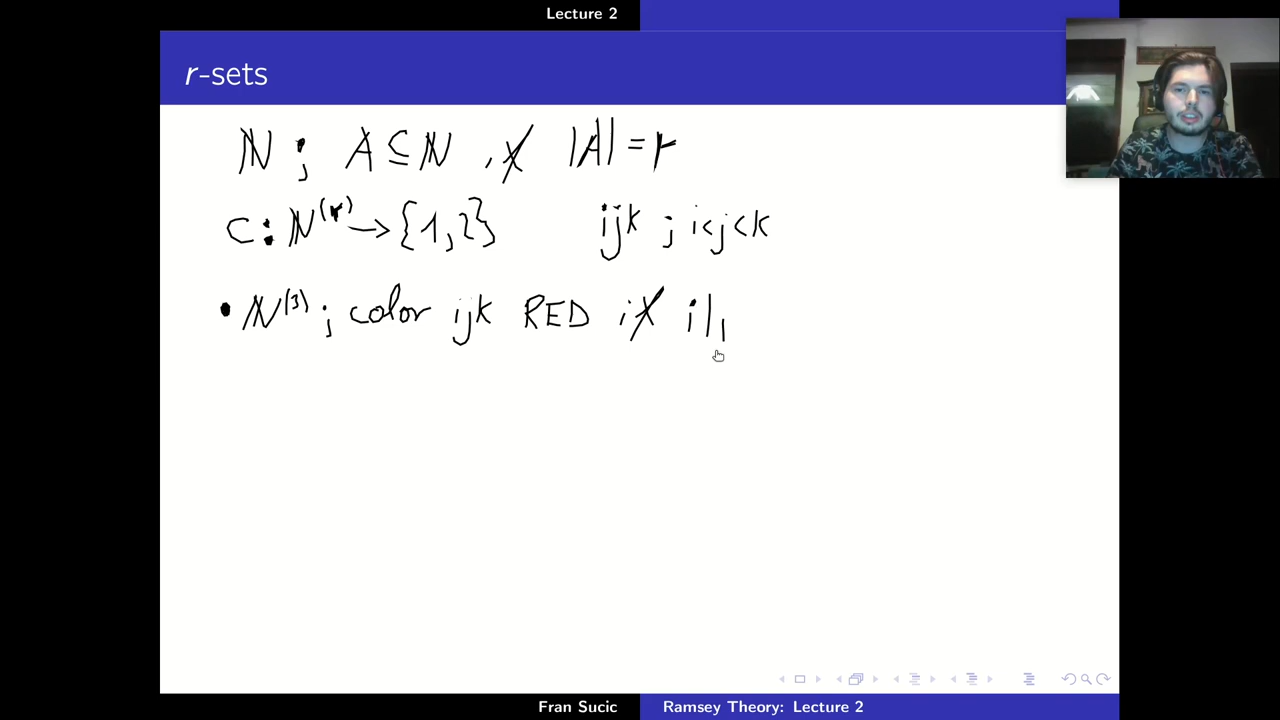 Lecture 2
r-sets
ℕ ; A ⊆ ℕ , |A| = r
c : ℕ^(r) → {1,2} ijk ; i<j<k
• ℕ^(3) ; color ijk RED if i|
Fran Sucic Ramsey Theory: Lecture 2